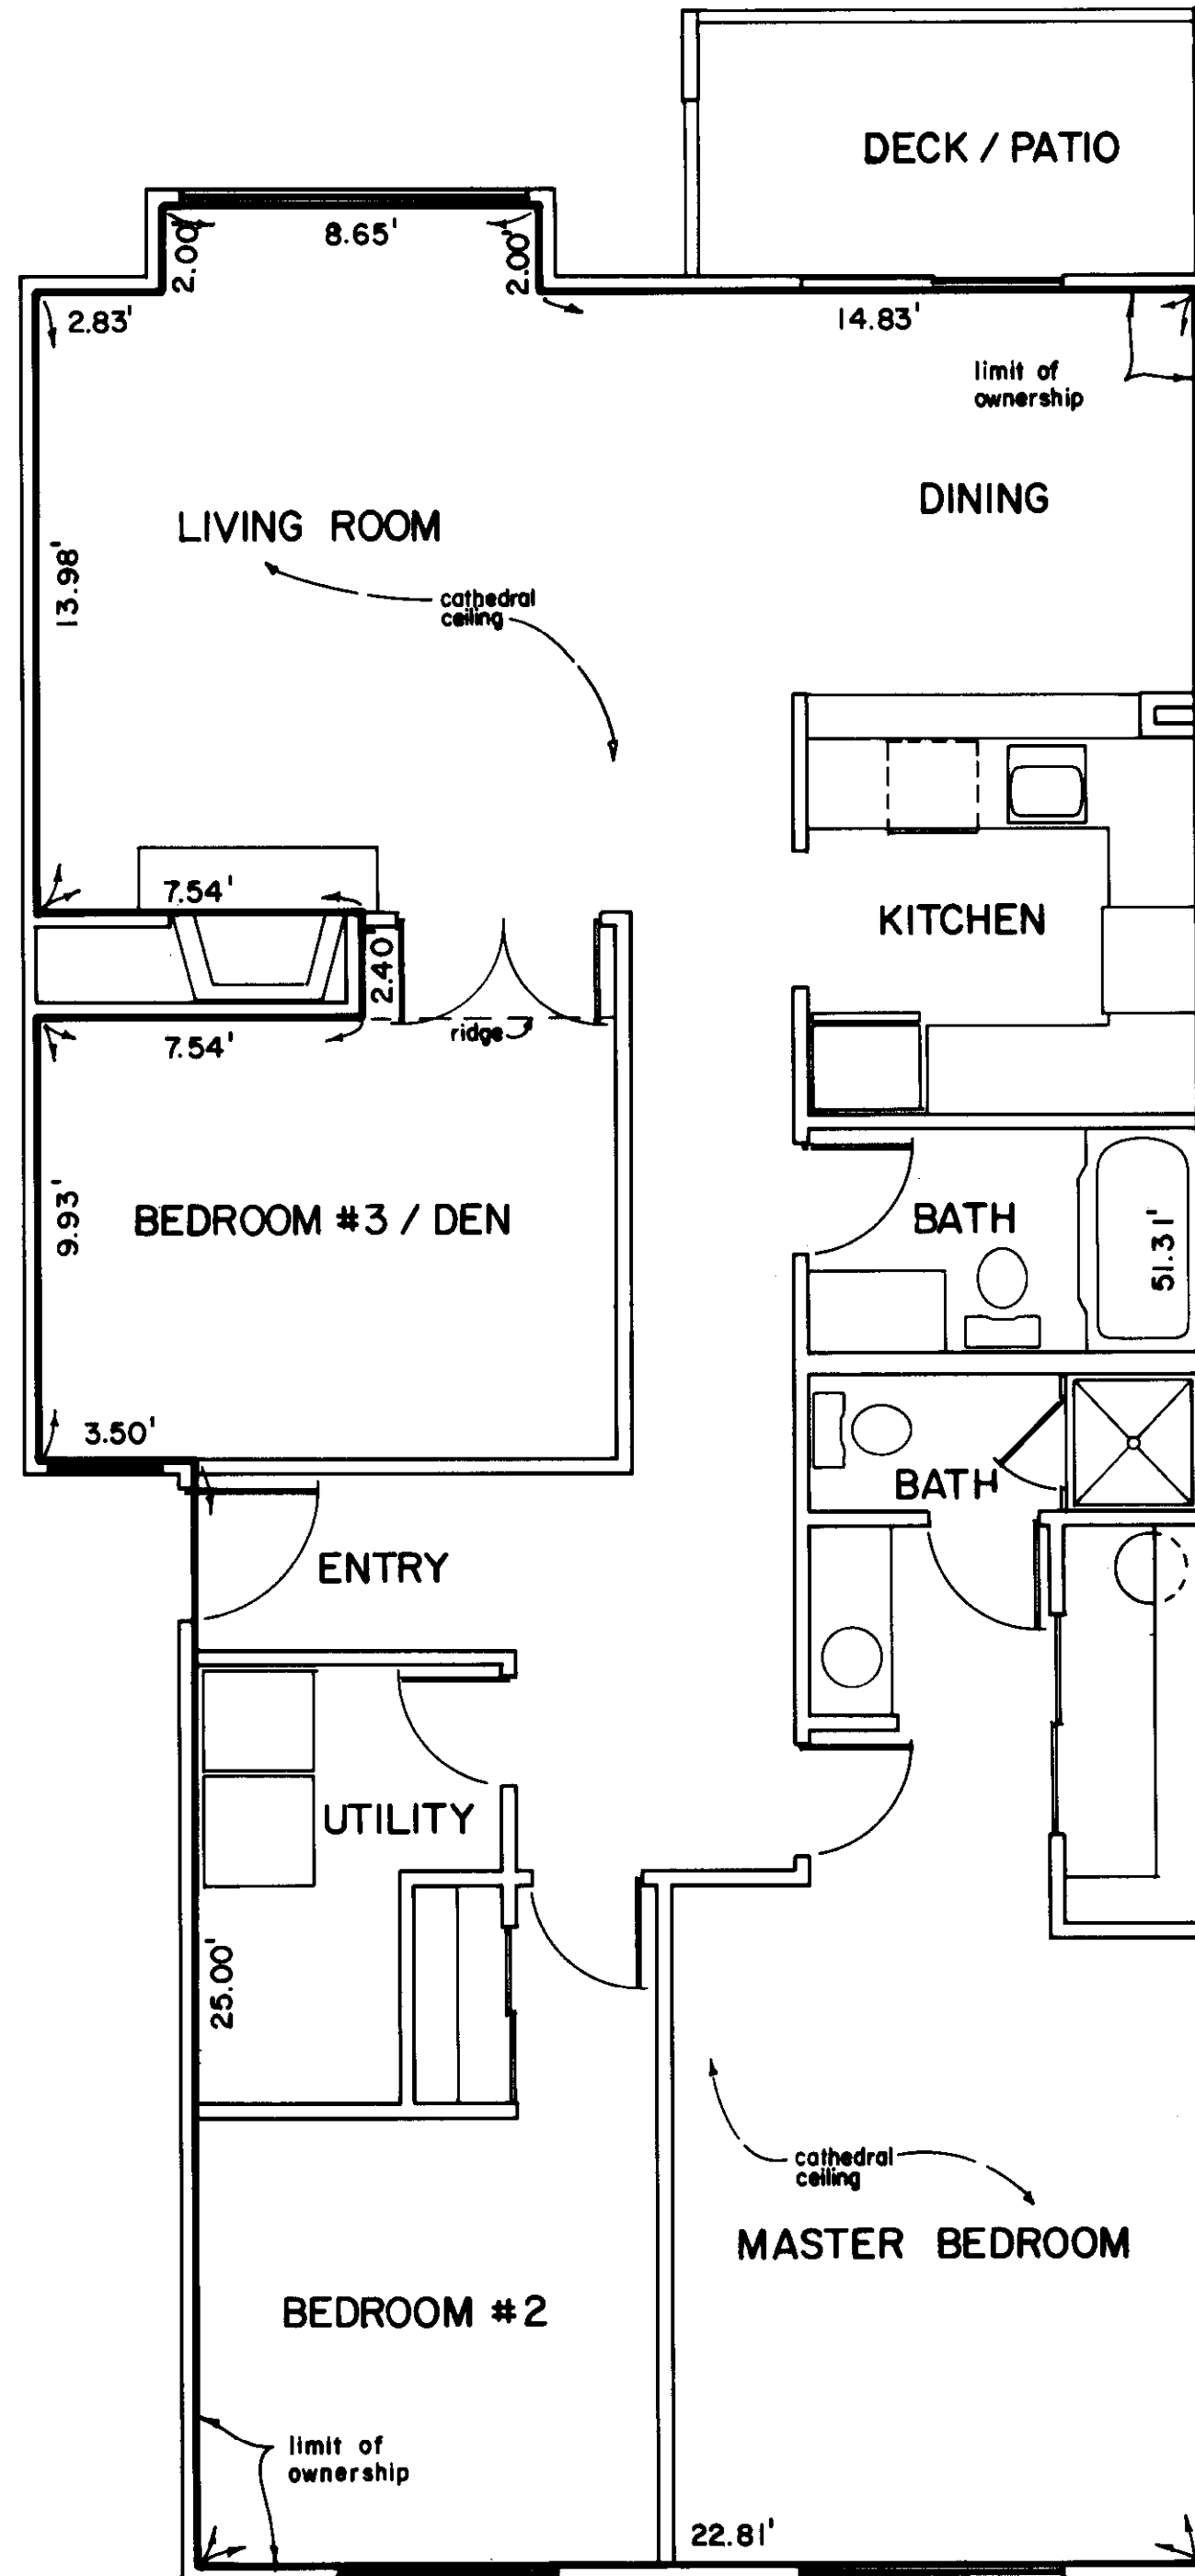 DECK / PATIO
8.65'
2.00'
2.00'
2.83'
14.83'
limit of
ownership
LIVING ROOM
DINING
13.98'
cathedral
ceiling
7.54'
KITCHEN
2.40'
ridge
7.54'
9.93'
BEDROOM #3 / DEN
BATH
51.31'
3.50'
BATH
ENTRY
UTILITY
25.00'
cathedral
ceiling
MASTER BEDROOM
BEDROOM #2
limit of
ownership
22.81'